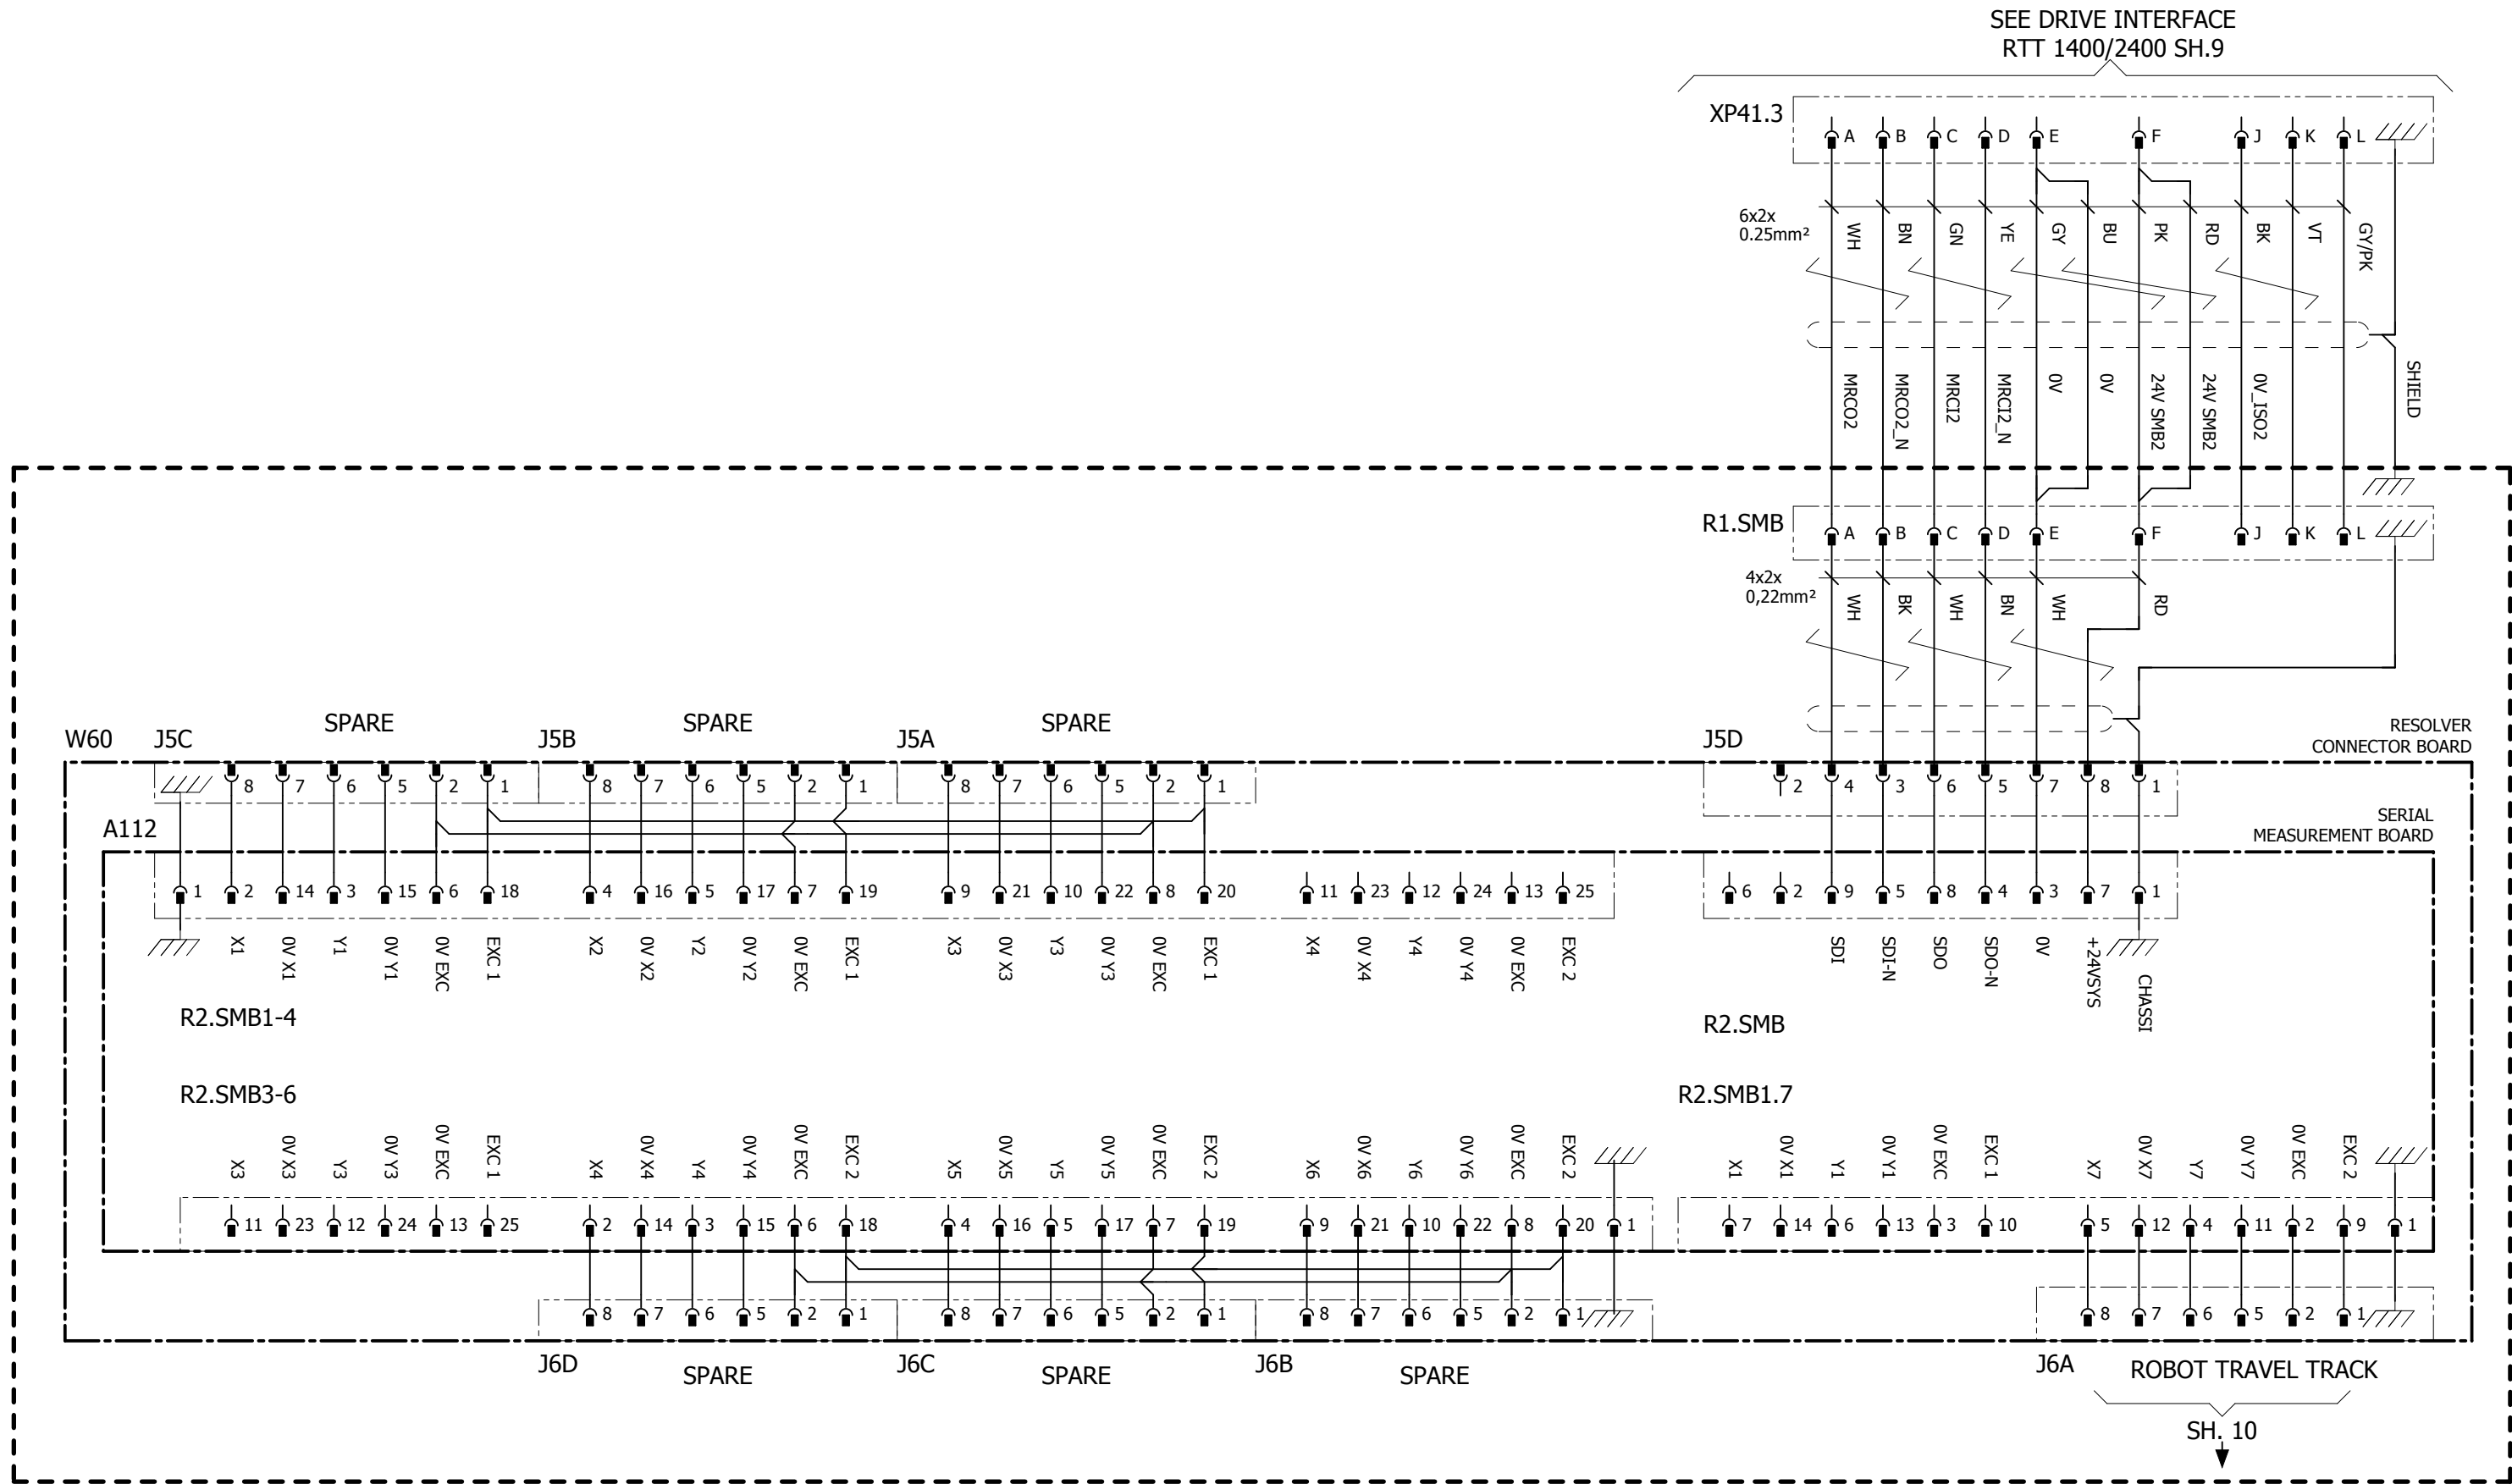 SEE DRIVE INTERFACE
RTT 1400/2400 SH.9
XP41.3
A B C D E F J K L
6x2x
0.25mm²
WH BN GN YE GY BU PK RD BK VT GY/PK
MRCO2 MRCO2_N MRCI2 MRCI2_N 0V 0V 24V SMB2 24V SMB2 0V_ISO2 SHIELD
R1.SMB
A B C D E F J K L
4x2x
0,22mm²
WH BK WH BN WH RD
SPARE SPARE SPARE
W60 J5C J5B J5A J5D
RESOLVER
CONNECTOR BOARD
8 7 6 5 2 1 8 7 6 5 2 1 8 7 6 5 2 1 2 4 3 6 5 7 8 1
A112
SERIAL
MEASUREMENT BOARD
1 2 14 3 15 6 18 4 16 5 17 7 19 9 21 10 22 8 20 11 23 12 24 13 25 6 2 9 5 8 4 3 7 1
X1 0V X1 Y1 0V Y1 0V EXC EXC 1 X2 0V X2 Y2 0V Y2 0V EXC EXC 1 X3 0V X3 Y3 0V Y3 0V EXC EXC 1 X4 0V X4 Y4 0V Y4 0V EXC EXC 2 SDI SDI-N SDO SDO-N 0V +24VSYS CHASSI
R2.SMB1-4 R2.SMB
R2.SMB3-6 R2.SMB1.7
X3 0V X3 Y3 0V Y3 0V EXC EXC 1 X4 0V X4 Y4 0V Y4 0V EXC EXC 2 X5 0V X5 Y5 0V Y5 0V EXC EXC 2 X6 0V X6 Y6 0V Y6 0V EXC EXC 2 X1 0V X1 Y1 0V Y1 0V EXC EXC 1 X7 0V X7 Y7 0V Y7 0V EXC EXC 2
11 23 12 24 13 25 2 14 3 15 6 18 4 16 5 17 7 19 9 21 10 22 8 20 1 7 14 6 13 3 10 5 12 4 11 2 9 1
8 7 6 5 2 1 8 7 6 5 2 1 8 7 6 5 2 1 8 7 6 5 2 1
J6D SPARE J6C SPARE J6B SPARE J6A ROBOT TRAVEL TRACK
SH. 10